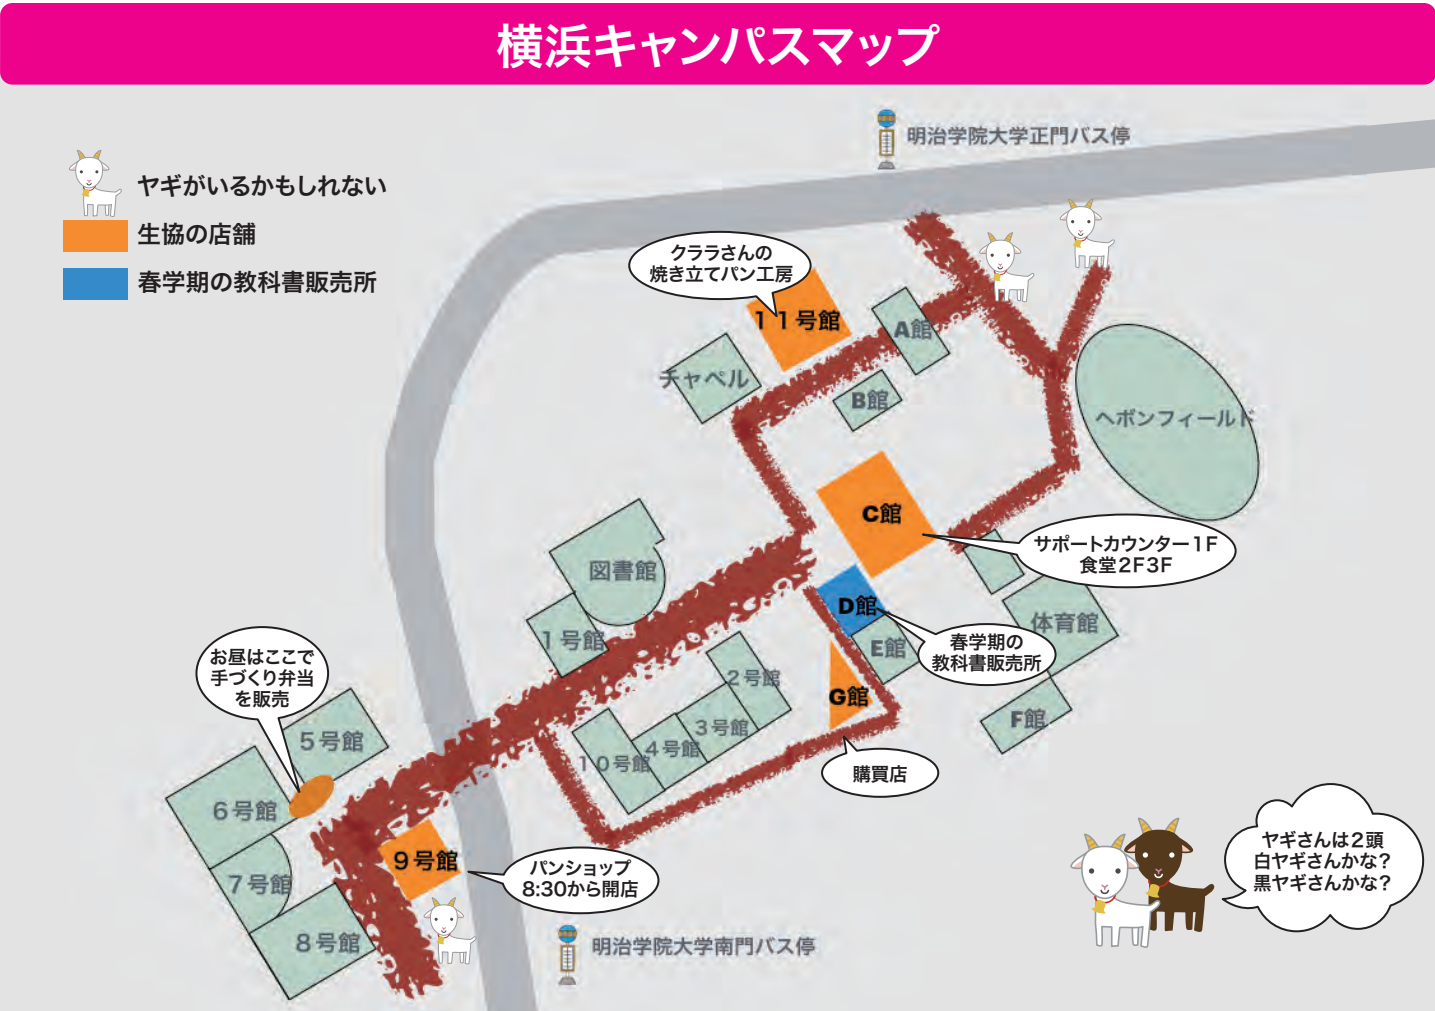 横浜キャンパスマップ
明治学院大学正門バス停
ヤギがいるかもしれない
生協の店舗
春学期の教科書販売所
クララさんの
焼き立てパン工房
11号館
A館
チャペル
B館
ヘボンフィールド
C館
サポートカウンター1F
食堂2F3F
図書館
D館
1号館
体育館
E館
春学期の
教科書販売所
お昼はここで
手づくり弁当
を販売
2号館
G館
F館
3号館
5号館
4号館
10号館
購買店
6号館
9号館
パンショップ
8:30から開店
7号館
8号館
明治学院大学南門バス停
ヤギさんは2頭
白ヤギさんかな?
黒ヤギさんかな?